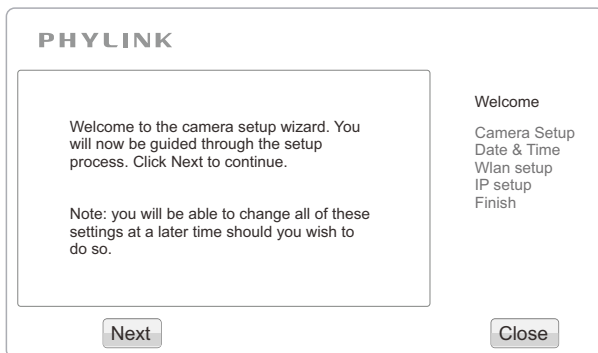 PHYLINK
Welcome to the camera setup wizard. You
will now be guided through the setup
process. Click Next to continue.
Note: you will be able to change all of these
settings at a later time should you wish to
do so.
Welcome
Camera Setup
Date & Time
Wlan setup
IP setup
Finish
Next
Close